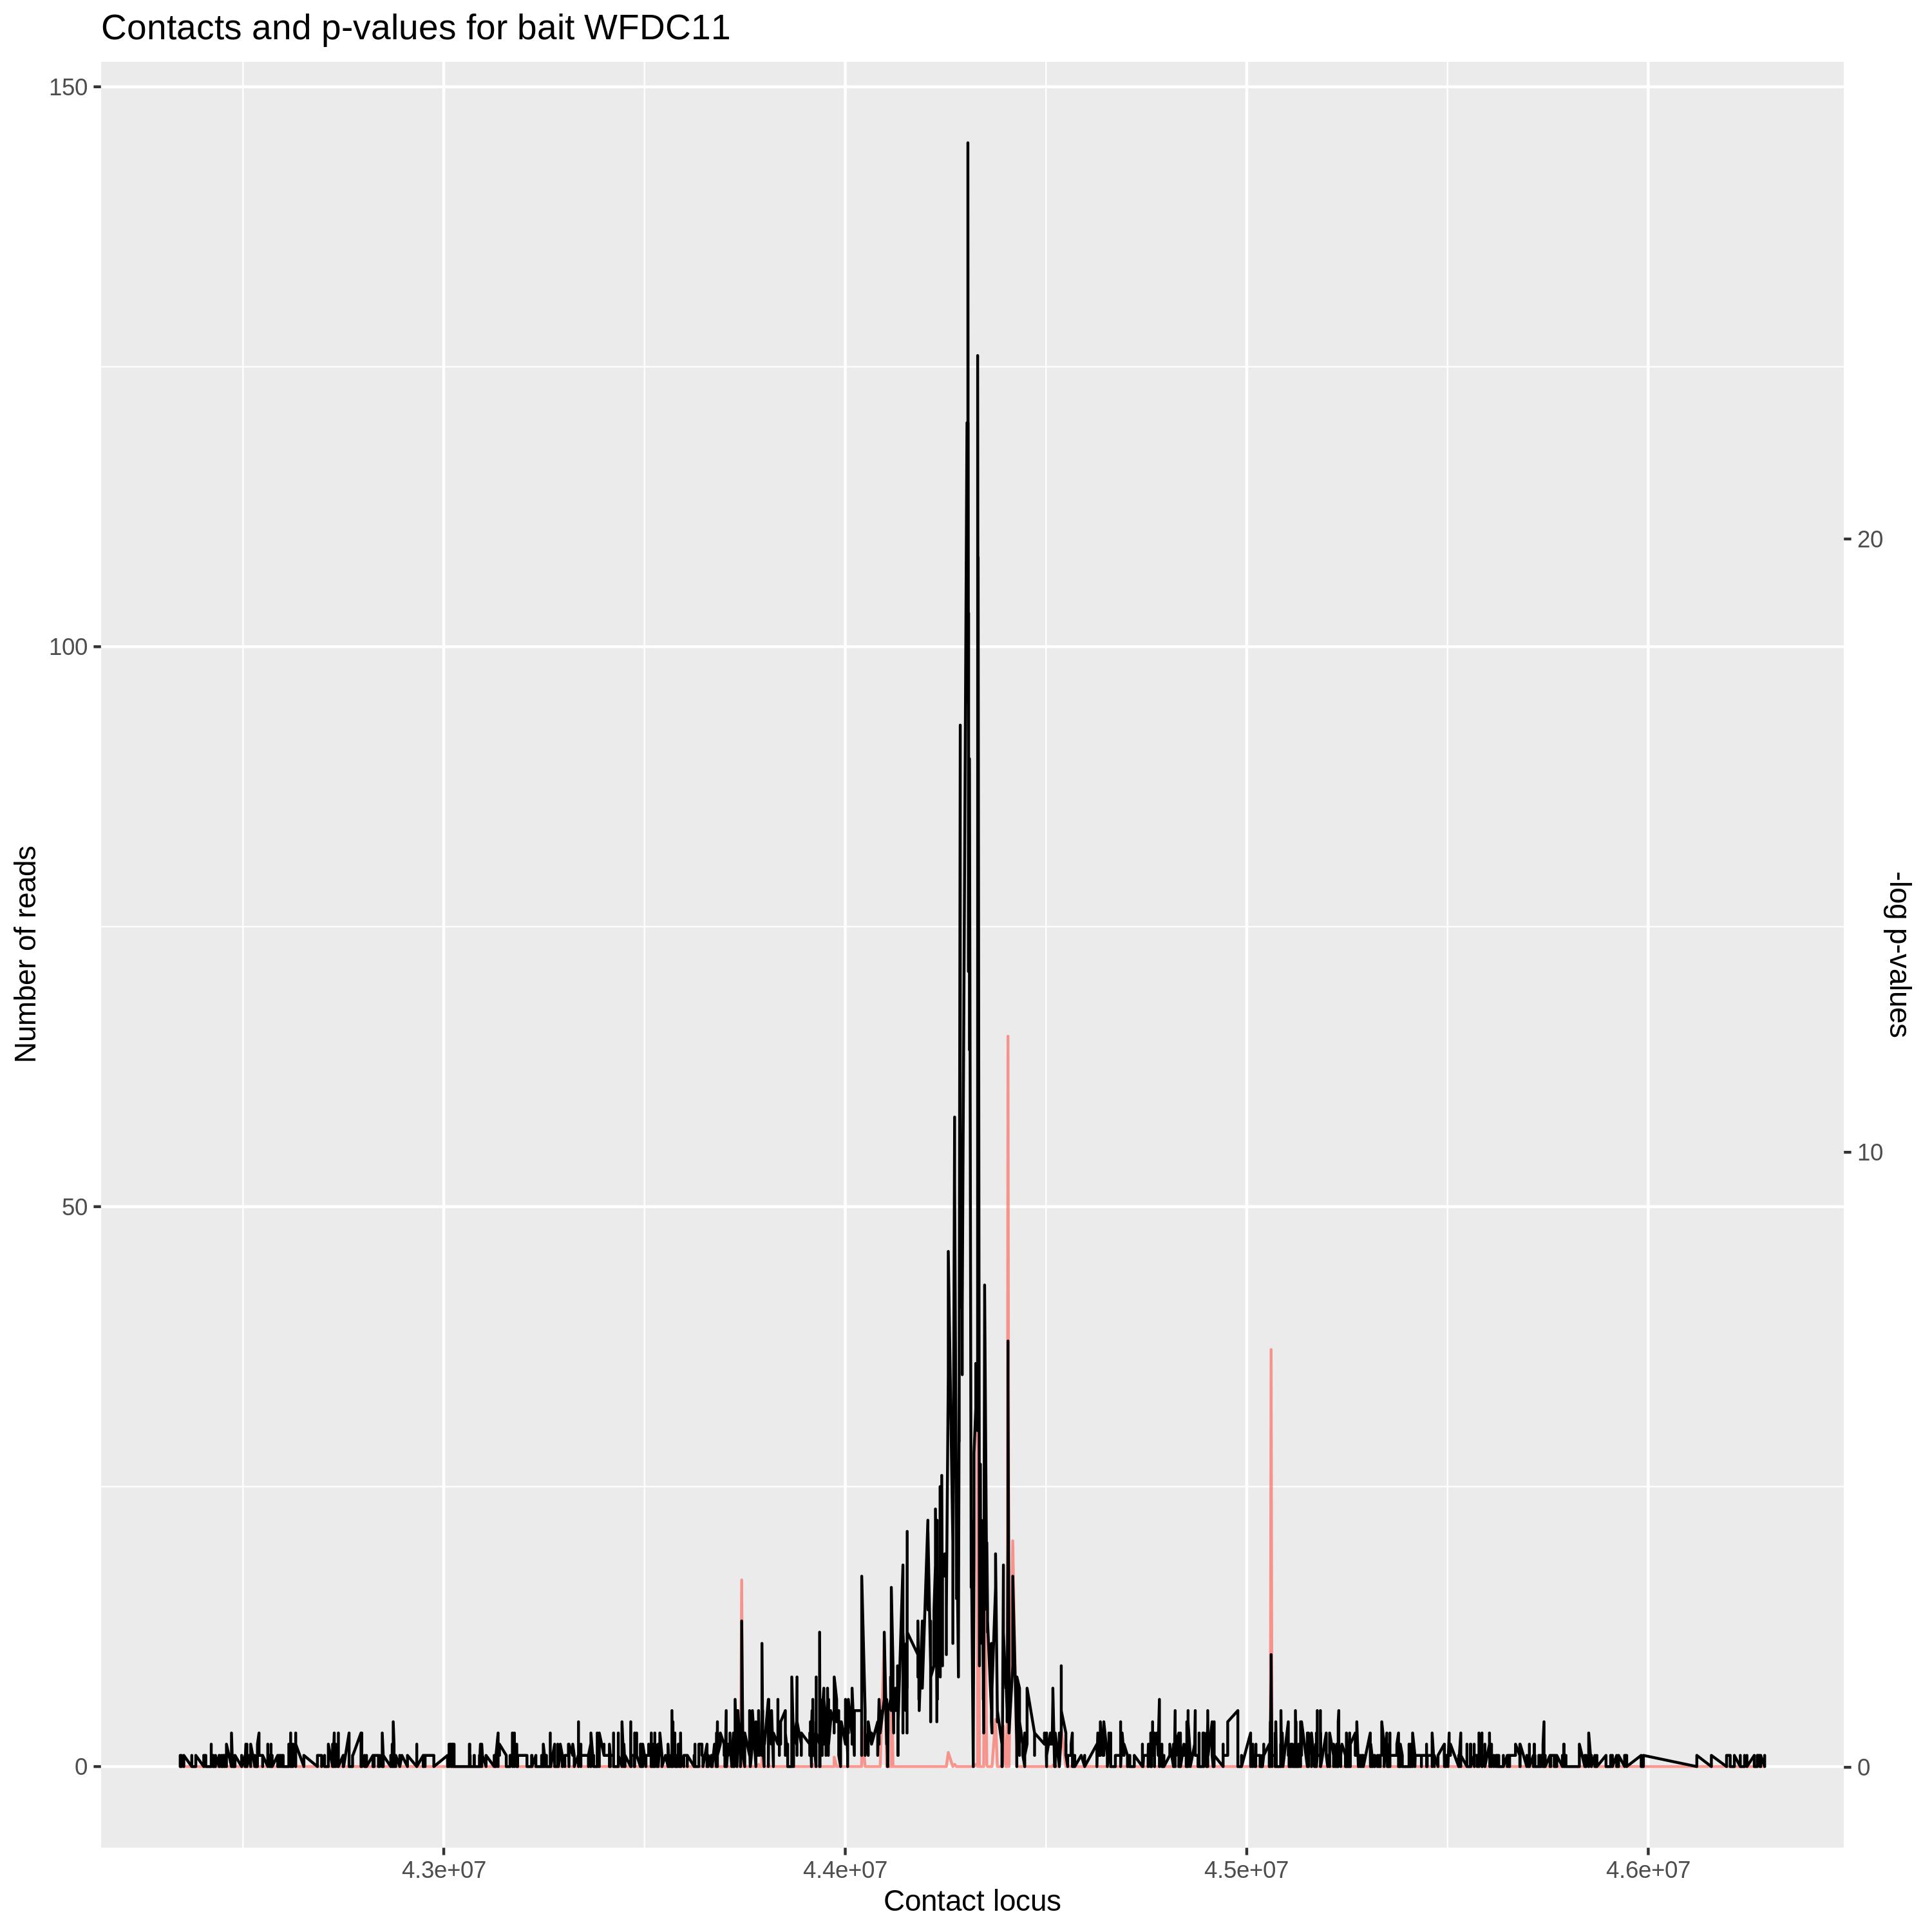 Contacts and p-values for bait WFDC11
150
100
50
0
Number of reads
20
10
0
-log p-values
4.3e+07
4.4e+07
4.5e+07
4.6e+07
Contact locus